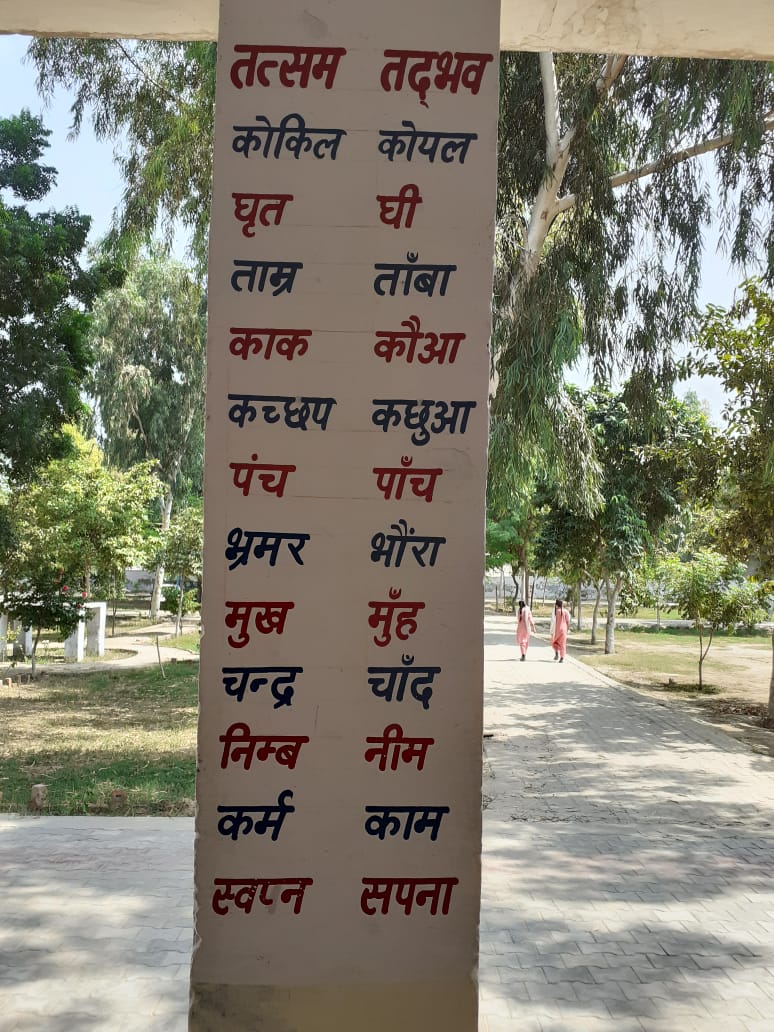 तत्सम तद्भव
कोकिल कोयल
घृत घी
ताम्र ताँबा
काक कौआ
कच्छप कछुआ
पंच पाँच
भ्रमर भौंरा
मुख मुँह
चन्द्र चाँद
निम्ब नीम
कर्म काम
स्वप्न सपना